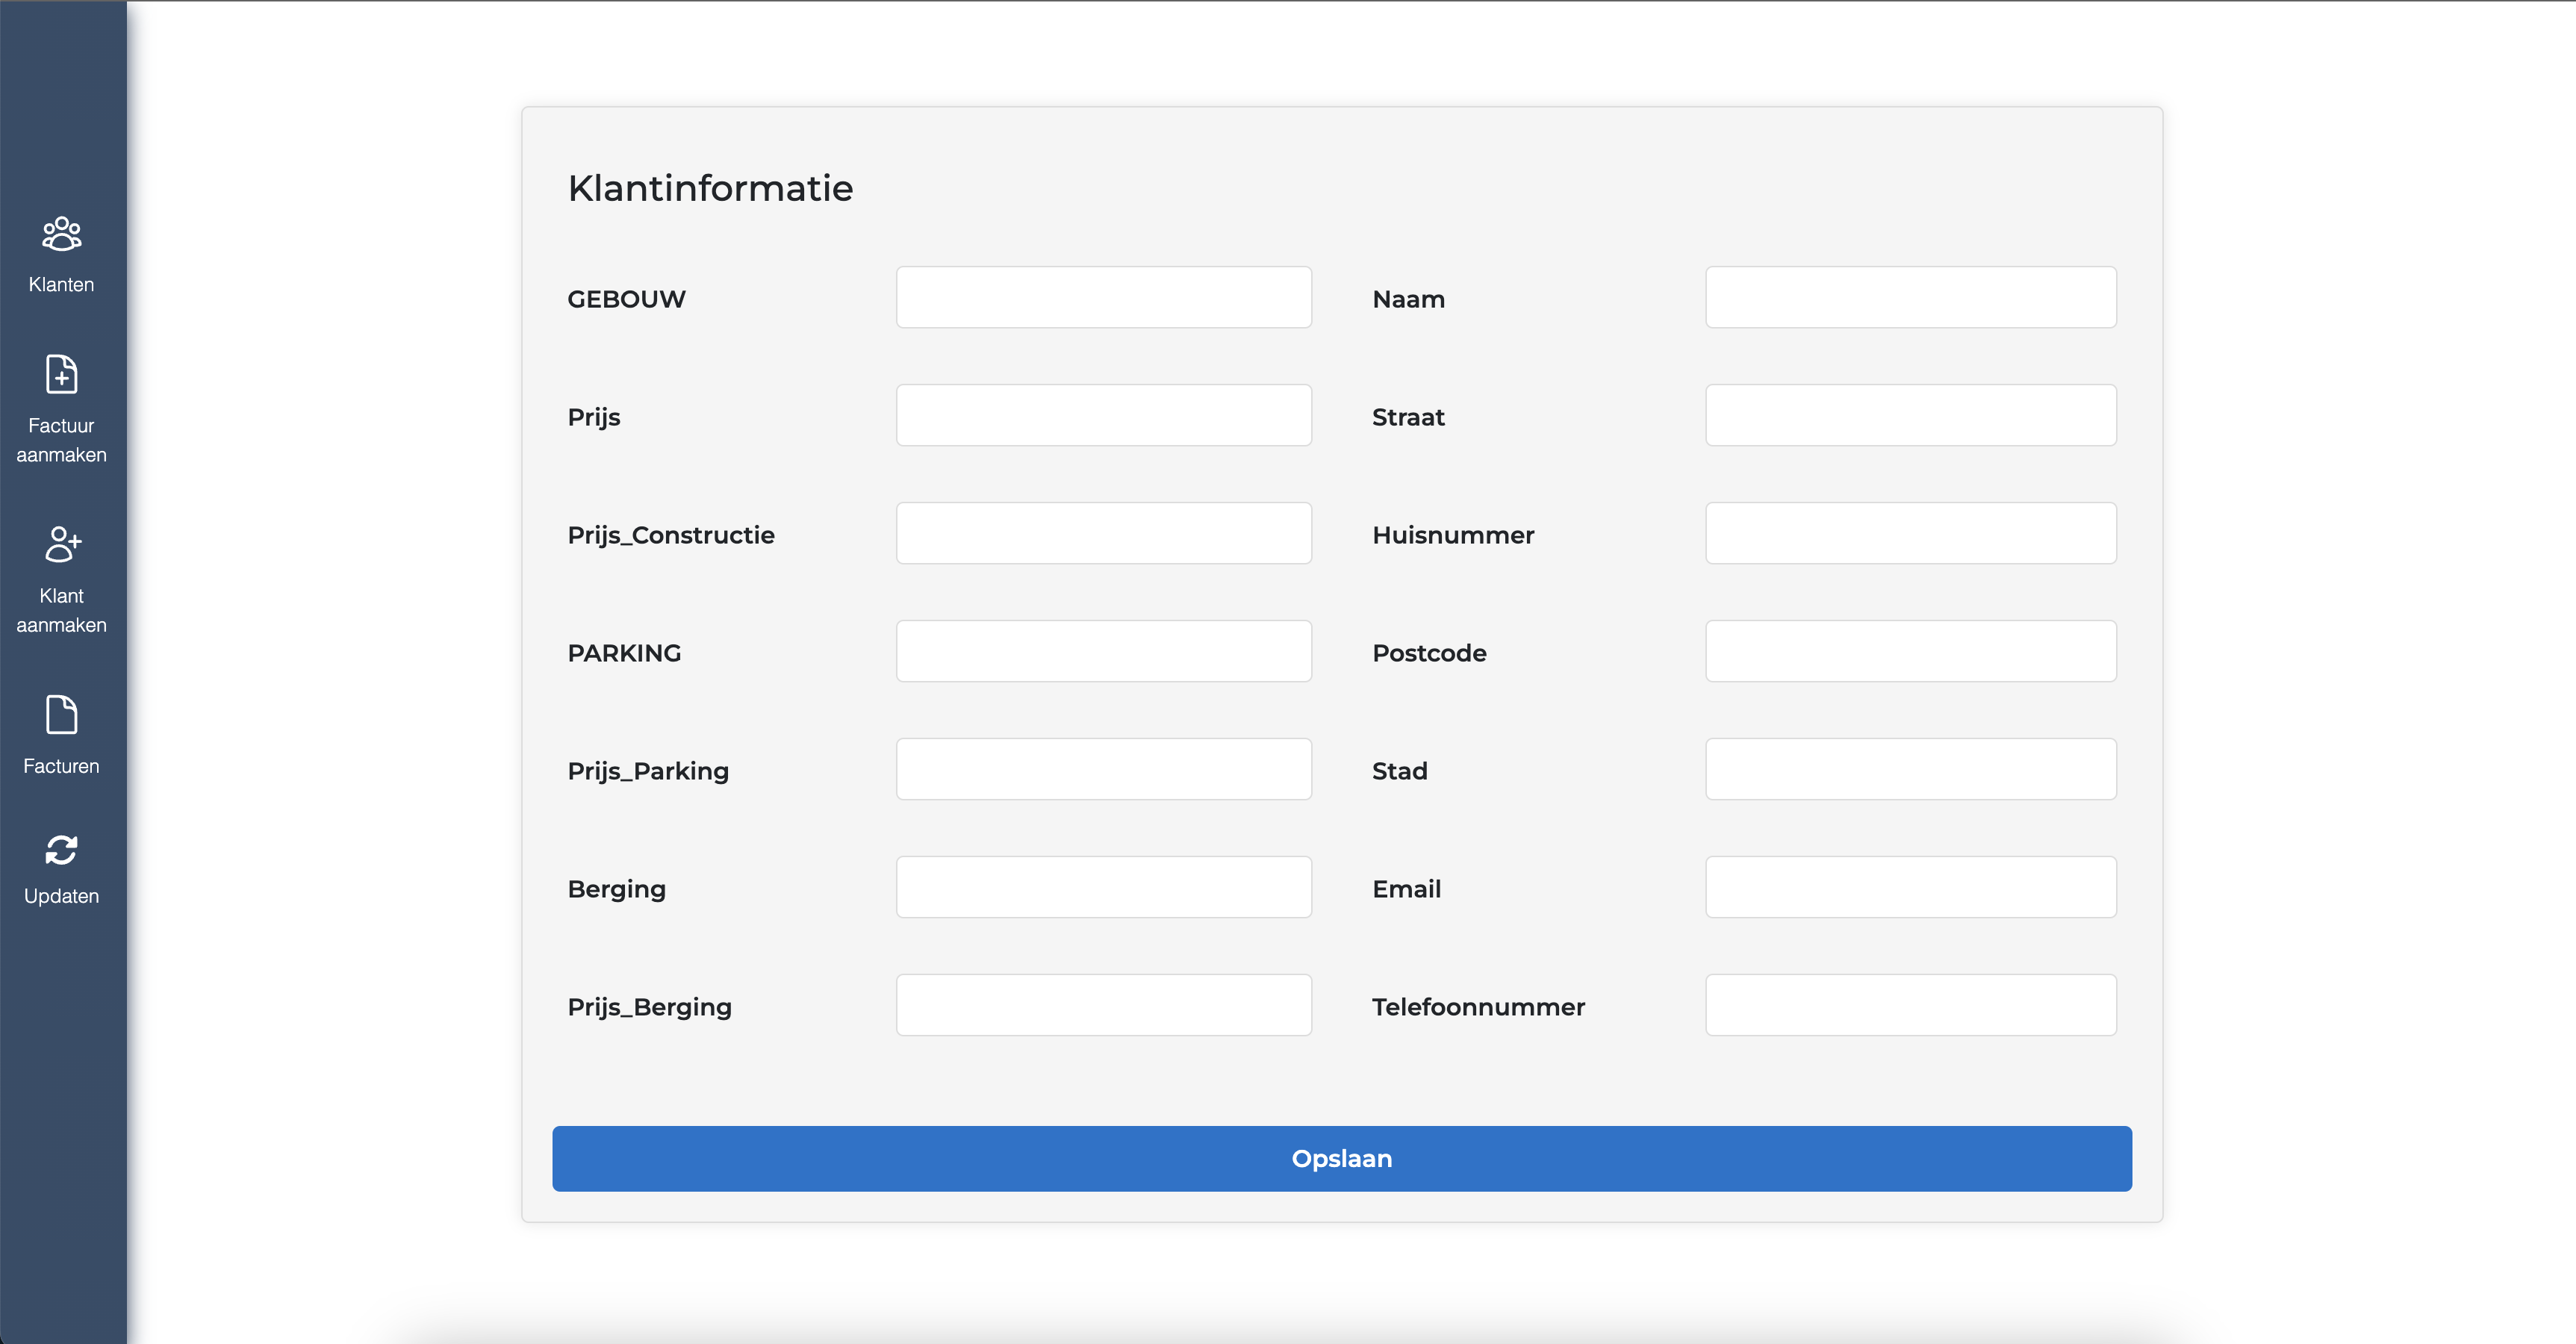 Klanten
Factuur
aanmaken
Klant
aanmaken
Facturen
Updaten
Klantinformatie
GEBOUW
Naam
Prijs
Straat
Prijs_Constructie
Huisnummer
PARKING
Postcode
Prijs_Parking
Stad
Berging
Email
Prijs_Berging
Telefoonnummer
Opslaan